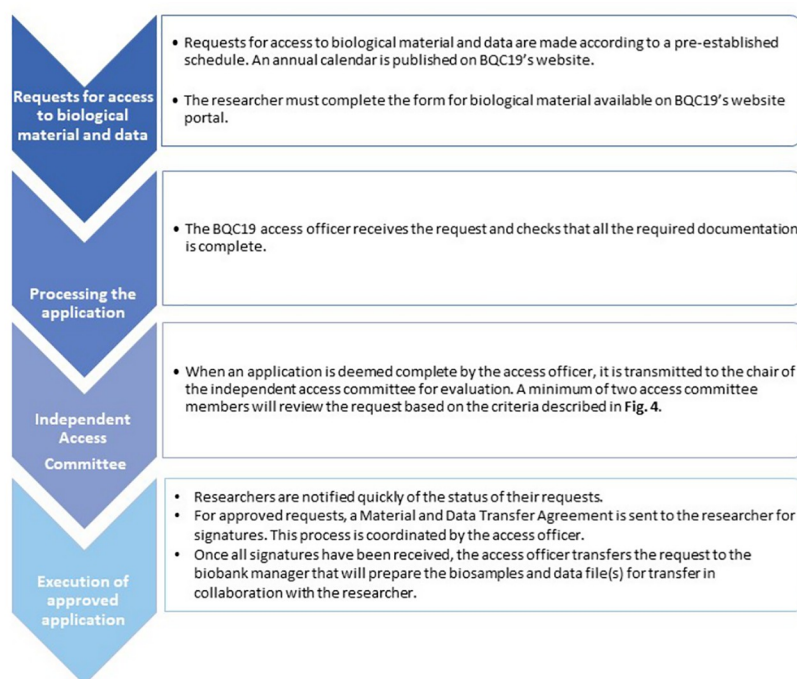 Requests for access
to biological
material and data
• Requests for access to biological material and data are made according to a pre-established
schedule. An annual calendar is published on BQC19's website.
• The researcher must complete the form for biological material available on BQC19's website
portal.
Processing the
application
• The BQC19 access officer receives the request and checks that all the required documentation
is complete.
Independent
Access
Committee
• When an application is deemed complete by the access officer, it is transmitted to the chair of
the independent access committee for evaluation. A minimum of two access committee
members will review the request based on the criteria described in Fig. 4.
Execution of
approved
application
• Researchers are notified quickly of the status of their requests.
• For approved requests, a Material and Data Transfer Agreement is sent to the researcher for
signatures. This process is coordinated by the access officer.
• Once all signatures have been received, the access officer transfers the request to the
biobank manager that will prepare the biosamples and data file(s) for transfer in
collaboration with the researcher.